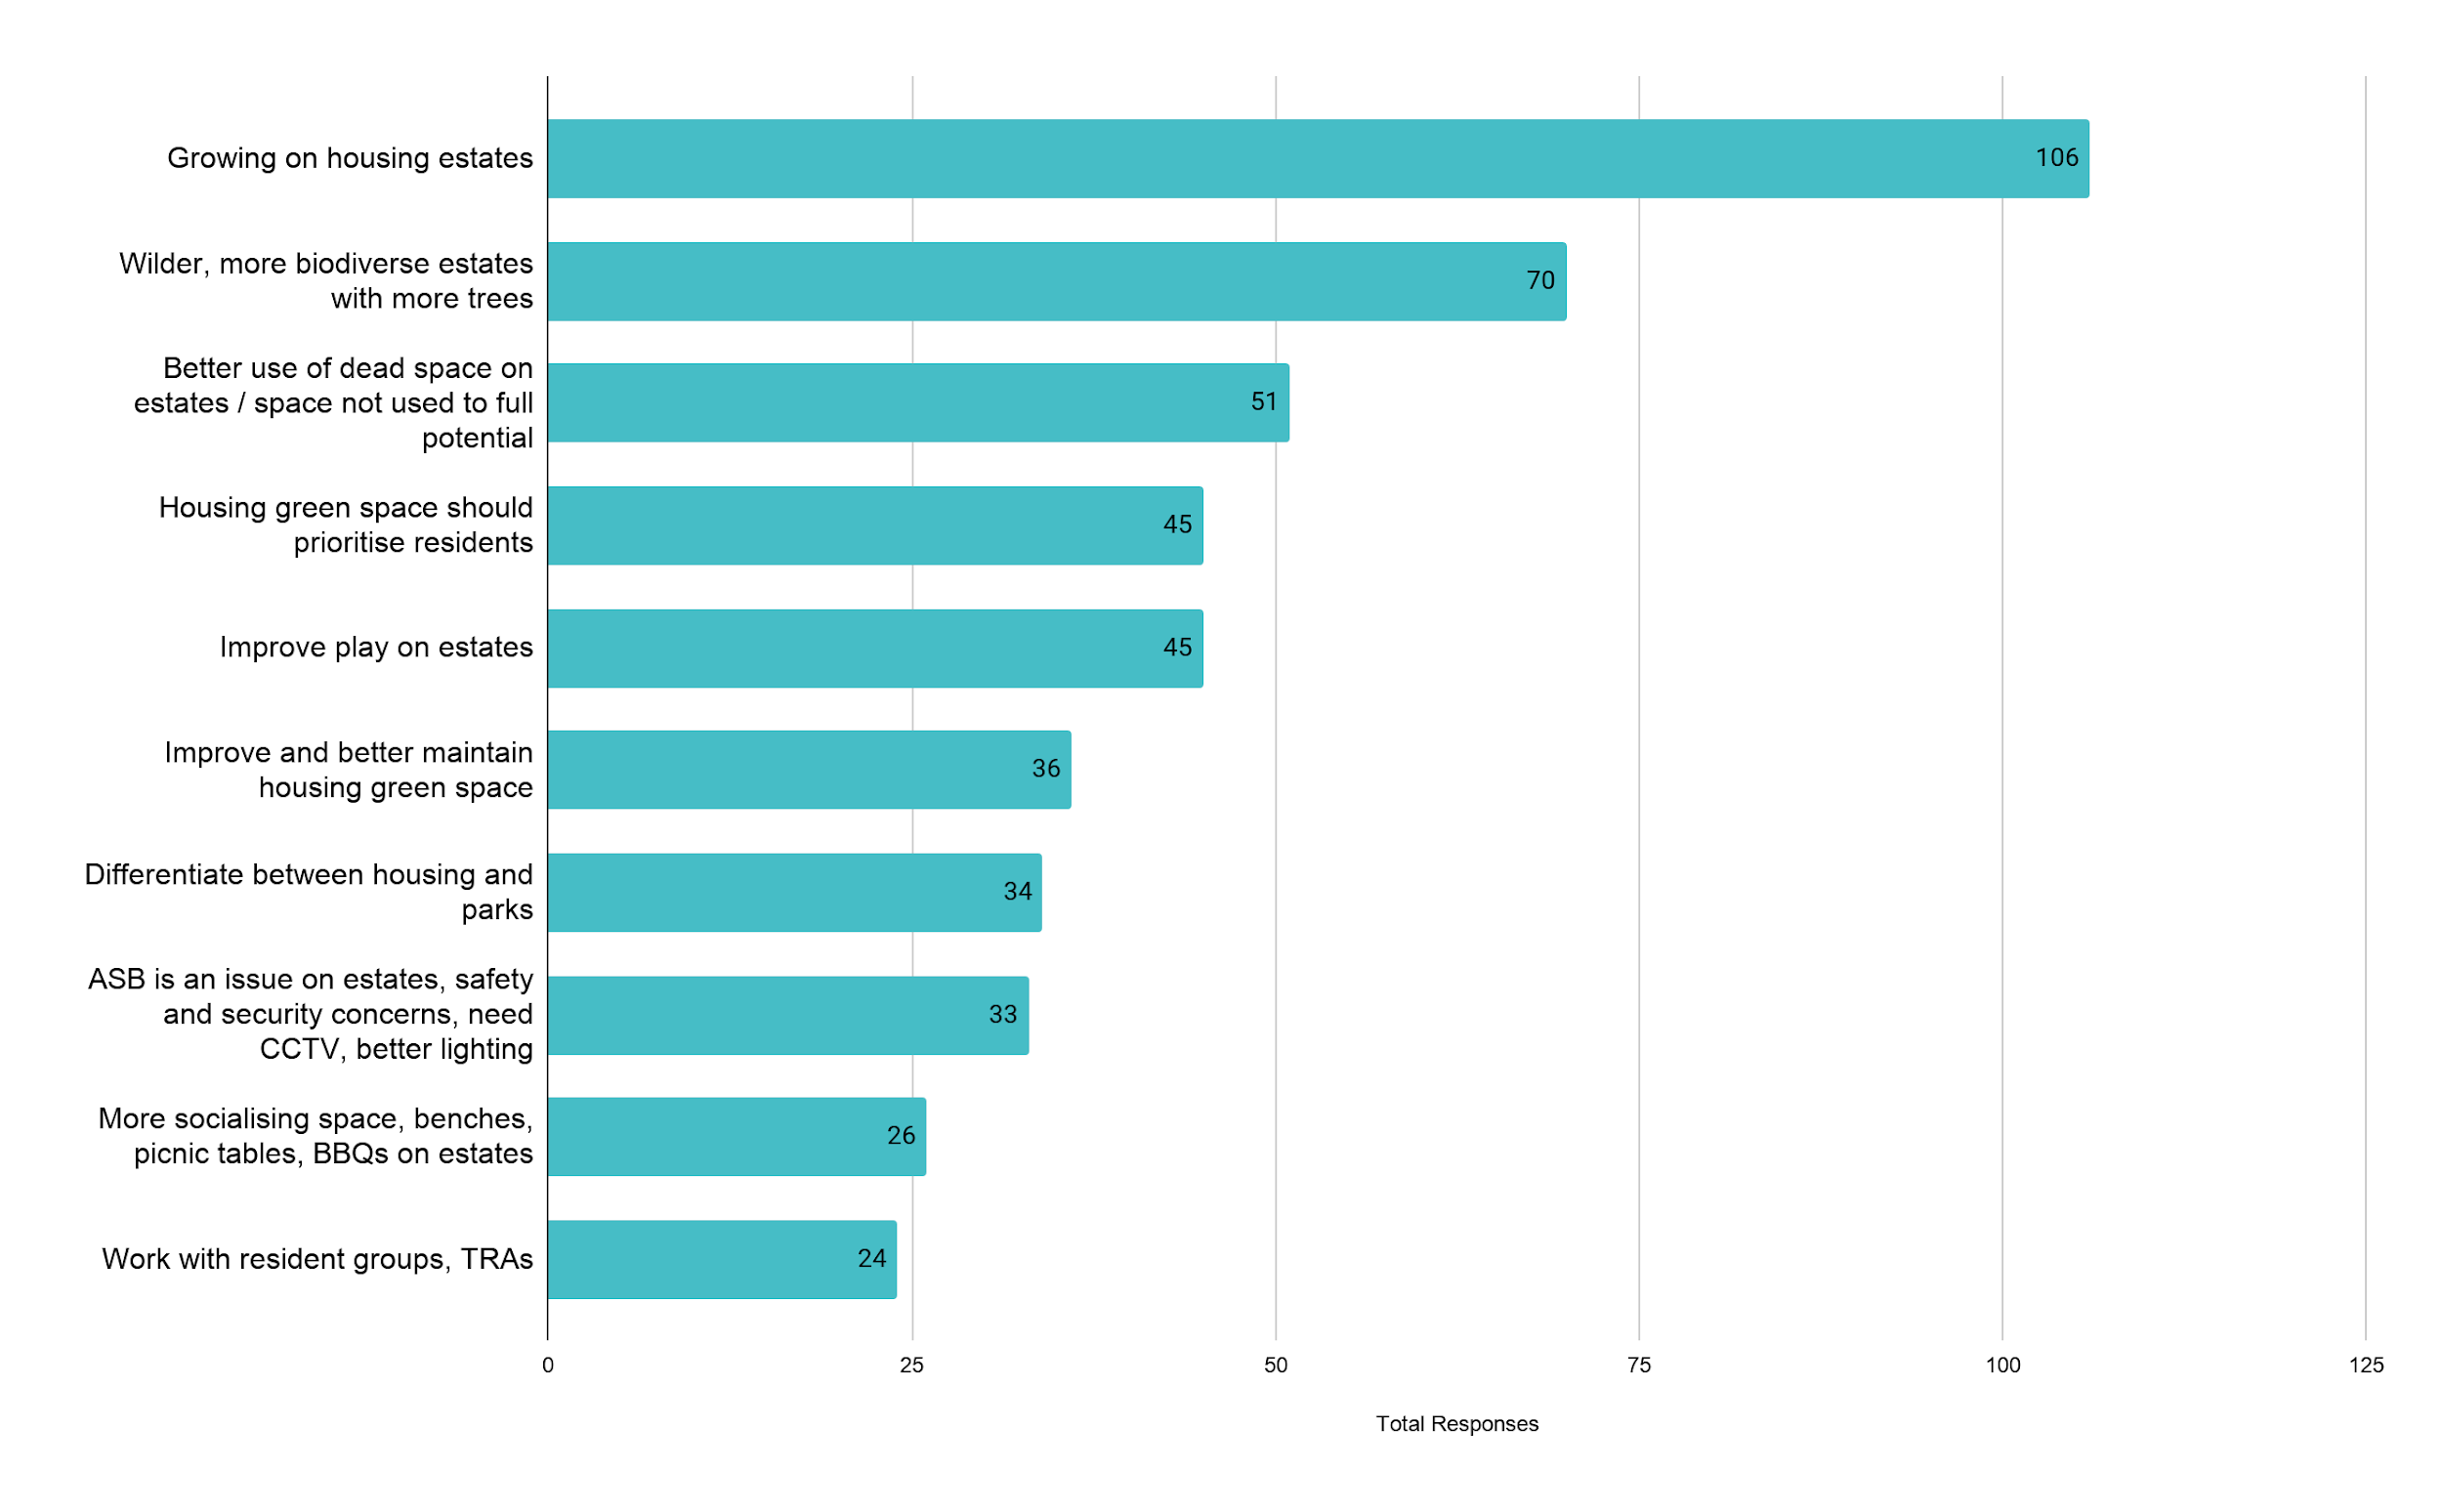 Growing on housing estates
106
Wilder, more biodiverse estates
with more trees
70
Better use of dead space on
estates / space not used to full
potential
51
Housing green space should
prioritise residents
45
Improve play on estates
45
Improve and better maintain
housing green space
36
Differentiate between housing and
parks
34
ASB is an issue on estates, safety
and security concerns, need
CCTV, better lighting
33
More socialising space, benches,
picnic tables, BBQs on estates
26
Work with resident groups, TRAs
24
0 25 50 75 100 125
Total Responses